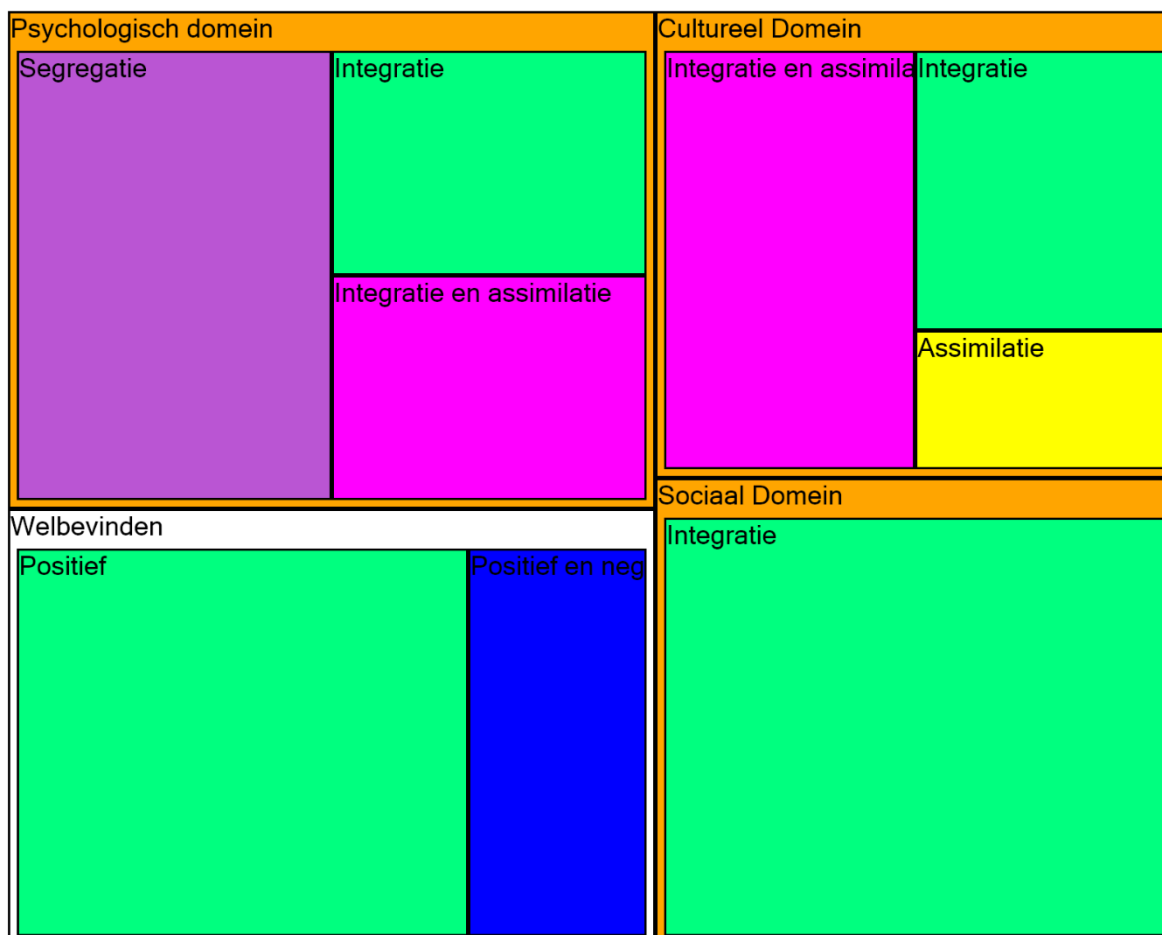 Psychologisch domein
Segregatie
Integratie
Integratie en assimilatie
Cultureel Domein
Integratie en assimila
Integratie
Assimilatie
Welbevinden
Positief
Positief en neg
Sociaal Domein
Integratie